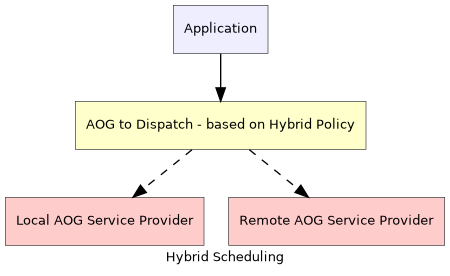 Application
AOG to Dispatch - based on Hybrid Policy
Local AOG Service Provider
Remote AOG Service Provider
Hybrid Scheduling